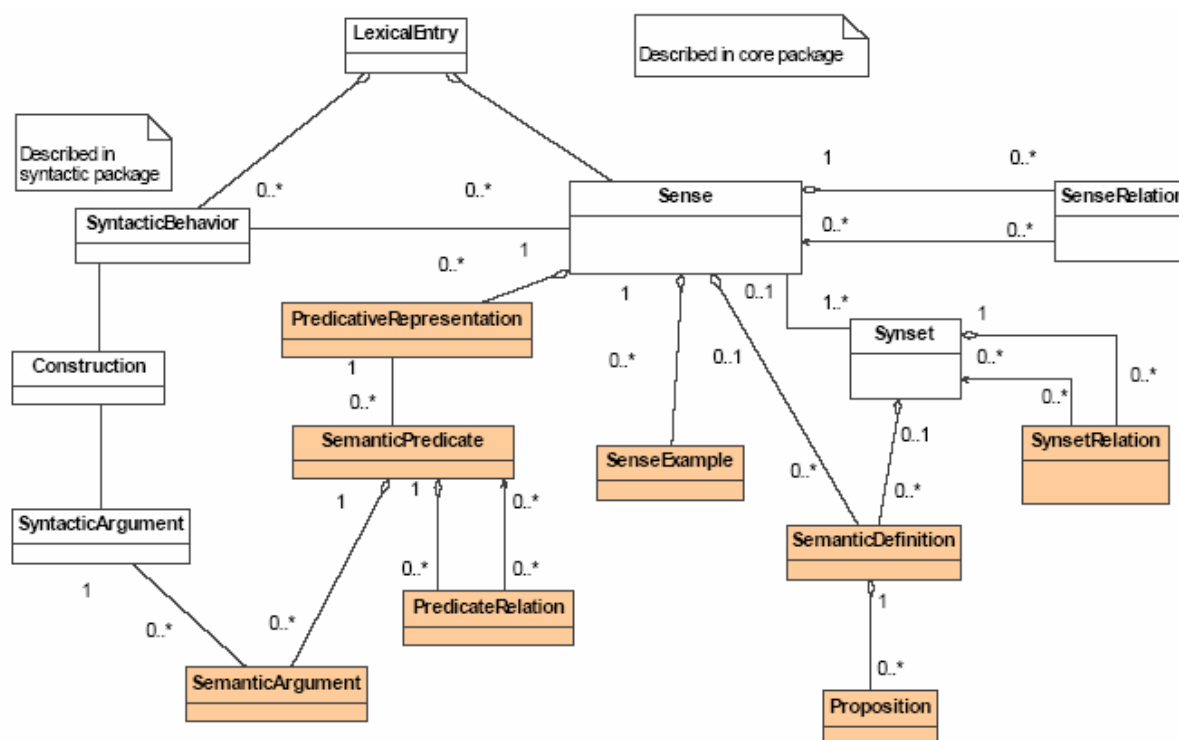 LexicalEntry
Described in core package
Described in
syntactic package
0..*
0..*
1
0..*
Sense
SenseRelation
SyntacticBehavior
0..*
0..*
1
0..*
1
0..1
1..*
PredicativeRepresentation
Synset
1
Construction
1
0..*
0..*
0..1
0..*
0..*
0..*
SemanticPredicate
0..1
SenseExample
SynsetRelation
1
1
0..*
0..*
0..*
SyntacticArgument
SemanticDefinition
0..*
0..*
1
PredicateRelation
1
0..*
0..*
SemanticArgument
0..*
Proposition